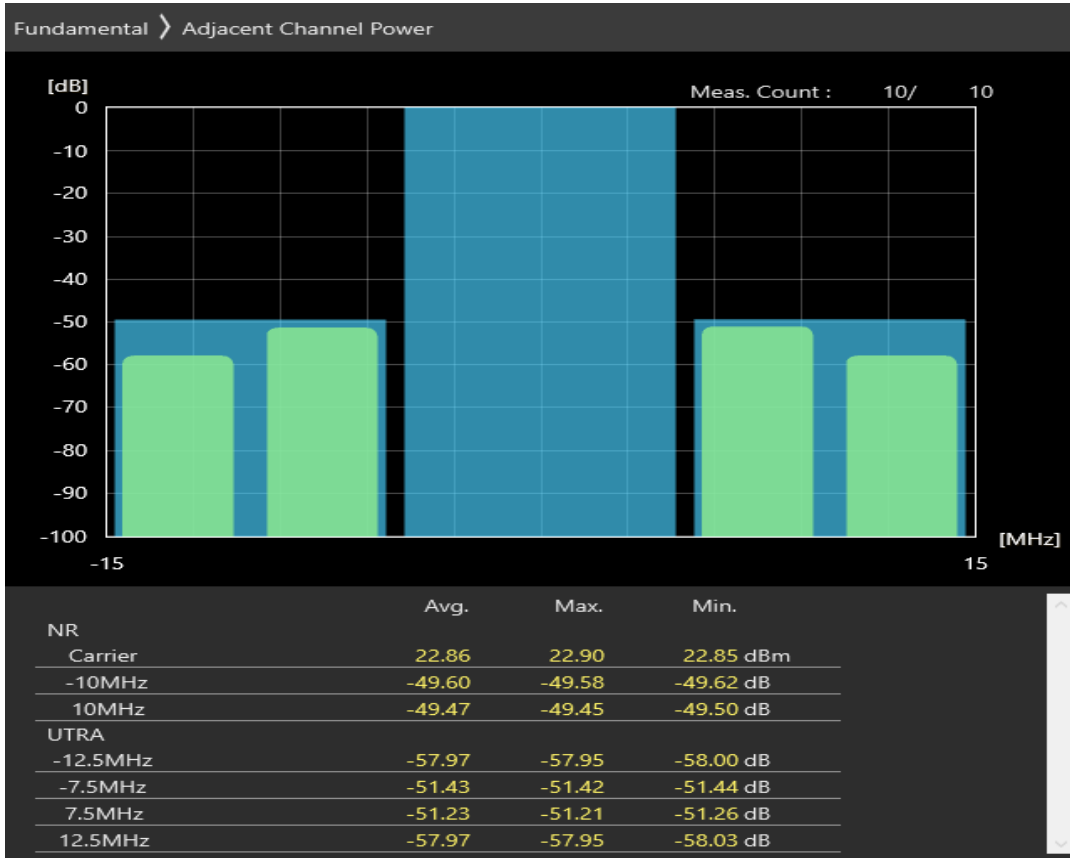 Fundamental ❭ Adjacent Channel Power
[dB]
Meas. Count : 10/ 10
0
-10
-20
-30
-40
-50
-60
-70
-80
-90
-100
[MHz]
-15 15
Avg. Max. Min.
NR
Carrier 22.86 22.90 22.85 dBm
-10MHz -49.60 -49.58 -49.62 dB
10MHz -49.47 -49.45 -49.50 dB
UTRA
-12.5MHz -57.97 -57.95 -58.00 dB
-7.5MHz -51.43 -51.42 -51.44 dB
7.5MHz -51.23 -51.21 -51.26 dB
12.5MHz -57.97 -57.95 -58.03 dB